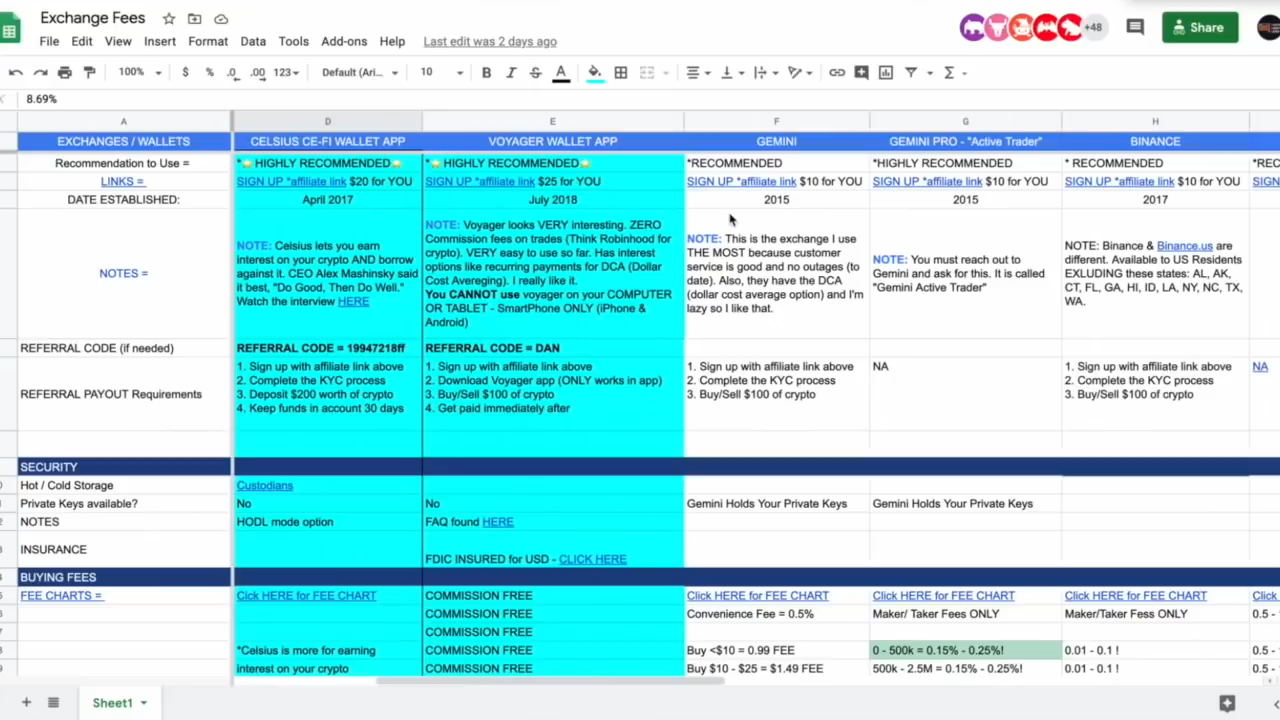 Exchange Fees
File Edit View Insert Format Data Tools Add-ons Help Last edit was 2 days ago
+48
Share
100% $ % .0 .00 123 Default (Ari... 10 B I S A
8.69%
A D E F G H
EXCHANGES / WALLETS CELSIUS CE-FI WALLET APP VOYAGER WALLET APP GEMINI GEMINI PRO - "Active Trader" BINANCE
Recommendation to Use = *HIGHLY RECOMMENDED *HIGHLY RECOMMENDED *RECOMMENDED *HIGHLY RECOMMENDED * RECOMMENDED *REC
LINKS = SIGN UP *affiliate link $20 for YOU SIGN UP *affiliate link $25 for YOU SIGN UP *affiliate link $10 for YOU SIGN UP *affiliate link $10 for YOU SIGN UP *affiliate link $10 for YOU SIGN
DATE ESTABLISHED: April 2017 July 2018 2015 2015 2017
NOTES =
NOTE: Celsius lets you earn
interest on your crypto AND borrow
against it. CEO Alex Mashinsky said
it best, "Do Good, Then Do Well."
Watch the interview HERE
NOTE: Voyager looks VERY interesting. ZERO
Commission fees on trades (Think Robinhood for
crypto). VERY easy to use so far. Has interest
options like recurring payments for DCA (Dollar
Cost Avereging). I really like it.
You CANNOT use voyager on your COMPUTER
OR TABLET - SmartPhone ONLY (iPhone &
Android)
NOTE: This is the exchange I use
THE MOST because customer
service is good and no outages (to
date). Also, they have the DCA
(dollar cost average option) and I'm
lazy so I like that.
NOTE: You must reach out to
Gemini and ask for this. It is called
"Gemini Active Trader"
NOTE: Binance & Binance.us are
different. Available to US Residents
EXLUDING these states: AL, AK,
CT, FL, GA, HI, ID, LA, NY, NC, TX,
WA.
REFERRAL CODE (if needed) REFERRAL CODE = 19947218ff REFERRAL CODE = DAN
REFERRAL PAYOUT Requirements
1. Sign up with affiliate link above
2. Complete the KYC process
3. Deposit $200 worth of crypto
4. Keep funds in account 30 days
1. Sign up with affiliate link above
2. Download Voyager app (ONLY works in app)
3. Buy/Sell $100 of crypto
4. Get paid immediately after
1. Sign up with affiliate link above
2. Complete the KYC process
3. Buy/Sell $100 of crypto
NA
1. Sign up with affiliate link above
2. Complete the KYC process
3. Buy/Sell $100 of crypto
NA
SECURITY
Hot / Cold Storage Custodians
Private Keys available? No No Gemini Holds Your Private Keys Gemini Holds Your Private Keys
NOTES HODL mode option FAQ found HERE
INSURANCE FDIC INSURED for USD - CLICK HERE
BUYING FEES
FEE CHARTS = Cick HERE for FEE CHART COMMISSION FREE Click HERE for FEE CHART Click HERE for FEE CHART Click HERE for FEE CHART 0.5 -
COMMISSION FREE Convenience Fee = 0.5% Maker/ Taker Fees ONLY Maker/Taker Fess ONLY 0.5 -
COMMISSION FREE
*Celsius is more for earning COMMISSION FREE Buy <$10 = 0.99 FEE 0 - 500k = 0.15% - 0.25%! 0.01 - 0.1 ! 0.5 -
interest on your crypto COMMISSION FREE Buy $10 - $25 = $1.49 FEE 500k - 2.5M = 0.15% - 0.25%! 0.01 - 0.1 ! 0.5 -
Sheet1